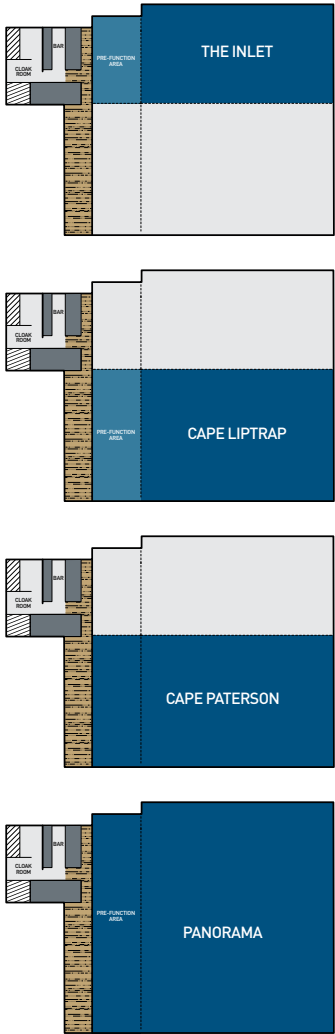 BAR
THE INLET
PRE-FUNCTION
AREA
CLOAK
ROOM
BAR
CLOAK
ROOM
PRE-FUNCTION
AREA
CAPE LIPTRAP
BAR
CLOAK
ROOM
CAPE PATERSON
BAR
CLOAK
ROOM
PRE-FUNCTION
AREA
PANORAMA